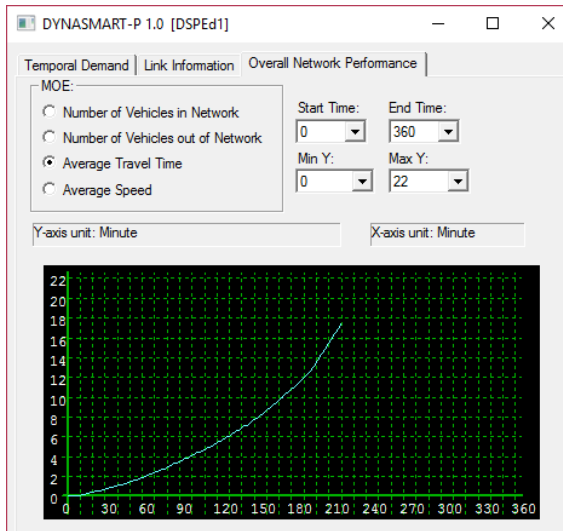 DYNASMART-P 1.0 [DSPEd1]
Temporal Demand Link Information Overall Network Performance
MOE:
Number of Vehicles in Network
Number of Vehicles out of Network
Average Travel Time
Average Speed
Start Time: End Time:
0 360
Min Y: Max Y:
0 22
Y-axis unit: Minute X-axis unit: Minute
22
20
18
16
14
12
10
8
6
4
2
0
0 30 60 90 120 150 180 210 240 270 300 330 360